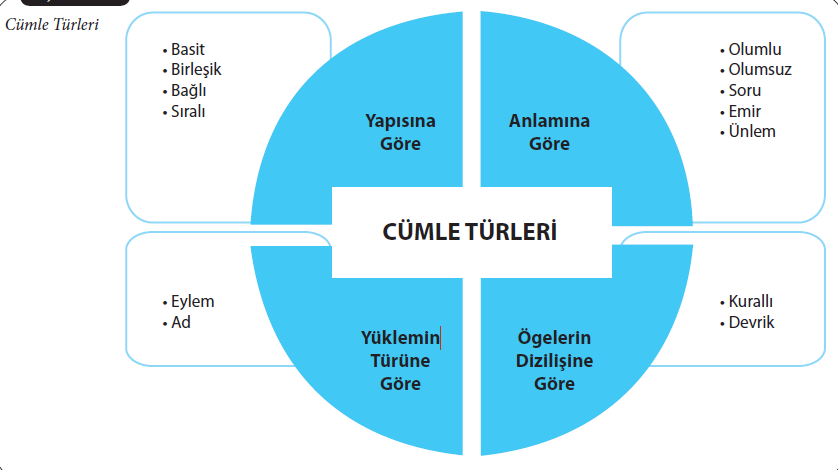 Cümle Türleri
• Basit
• Birleşik
• Bağlı
• Sıralı
Yapısına
Göre
Anlamına
Göre
• Olumlu
• Olumsuz
• Soru
• Emir
• Ünlem
CÜMLE TÜRLERİ
• Eylem
• Ad
Yüklemin
Türüne
Göre
Ögelerin
Dizilişine
Göre
• Kurallı
• Devrik